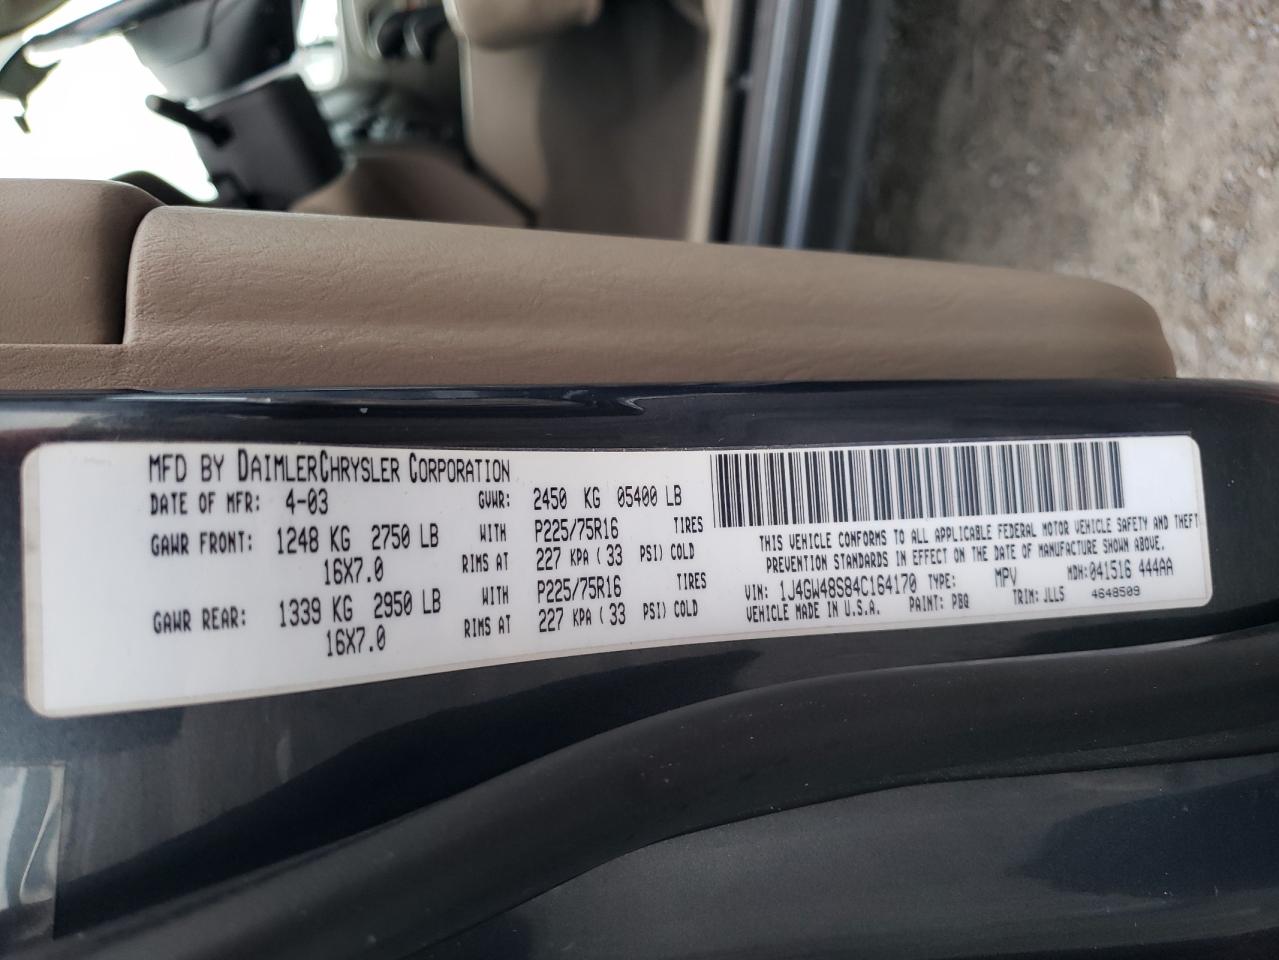 MFD BY DAIMLERCHRYSLER CORPORATION
DATE OF MFR: 4-03 GVWR: 2450 KG 05400 LB
GAWR FRONT: 1248 KG 2750 LB WITH P225/75R16 TIRES
16X7.0 RIMS AT 227 KPA ( 33 PSI) COLD
GAWR REAR: 1339 KG 2950 LB WITH P225/75R16 TIRES
16X7.0 RIMS AT 227 KPA ( 33 PSI) COLD
THIS VEHICLE CONFORMS TO ALL APPLICABLE FEDERAL MOTOR VEHICLE SAFETY AND THEFT
PREVENTION STANDARDS IN EFFECT ON THE DATE OF MANUFACTURE SHOWN ABOVE.
VIN: 1J4GW48S84C164170 TYPE: MPV MDH: 041516 444AA
VEHICLE MADE IN U.S.A. PAINT: PBQ TRIM: JLLS 4648509